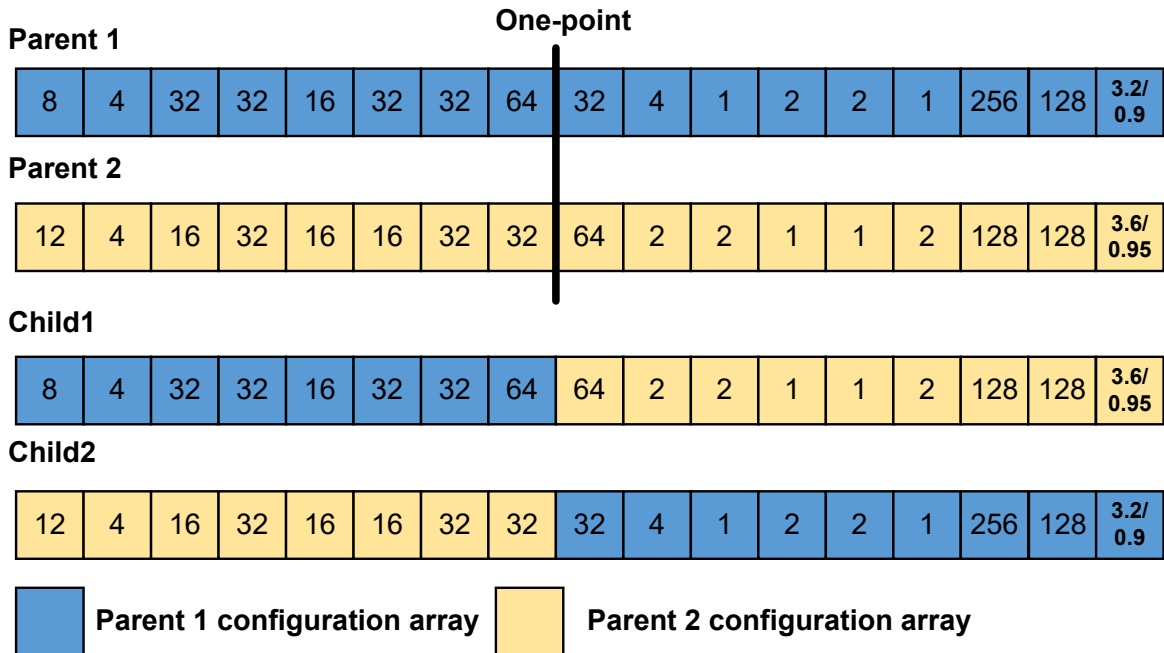 One-point
Parent 1
8 4 32 32 16 32 32 64 32 4 1 2 2 1 256 128 3.2/
0.9
Parent 2
12 4 16 32 16 16 32 32 64 2 2 1 1 2 128 128 3.6/
0.95
Child1
8 4 32 32 16 32 32 64 64 2 2 1 1 2 128 128 3.6/
0.95
Child2
12 4 16 32 16 16 32 32 32 4 1 2 2 1 256 128 3.2/
0.9
Parent 1 configuration array Parent 2 configuration array